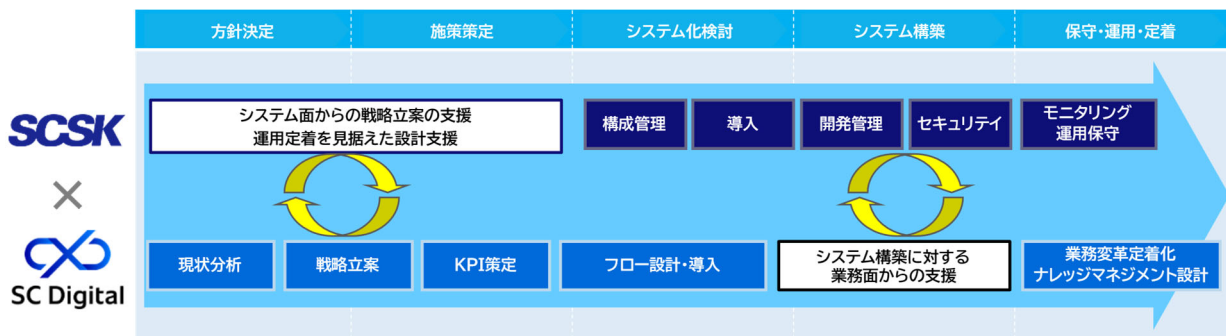 方針決定
施策策定
システム化検討
システム構築
保守・運用・定着
SCSK
システム面からの戦略立案の支援
運用定着を見据えた設計支援
構成管理
導入
開発管理
セキュリテイ
モニタリング
運用保守
×
SC Digital
現状分析
戦略立案
KPI策定
フロー設計・導入
システム構築に対する
業務面からの支援
業務変革定着化
ナレッジマネジメント設計